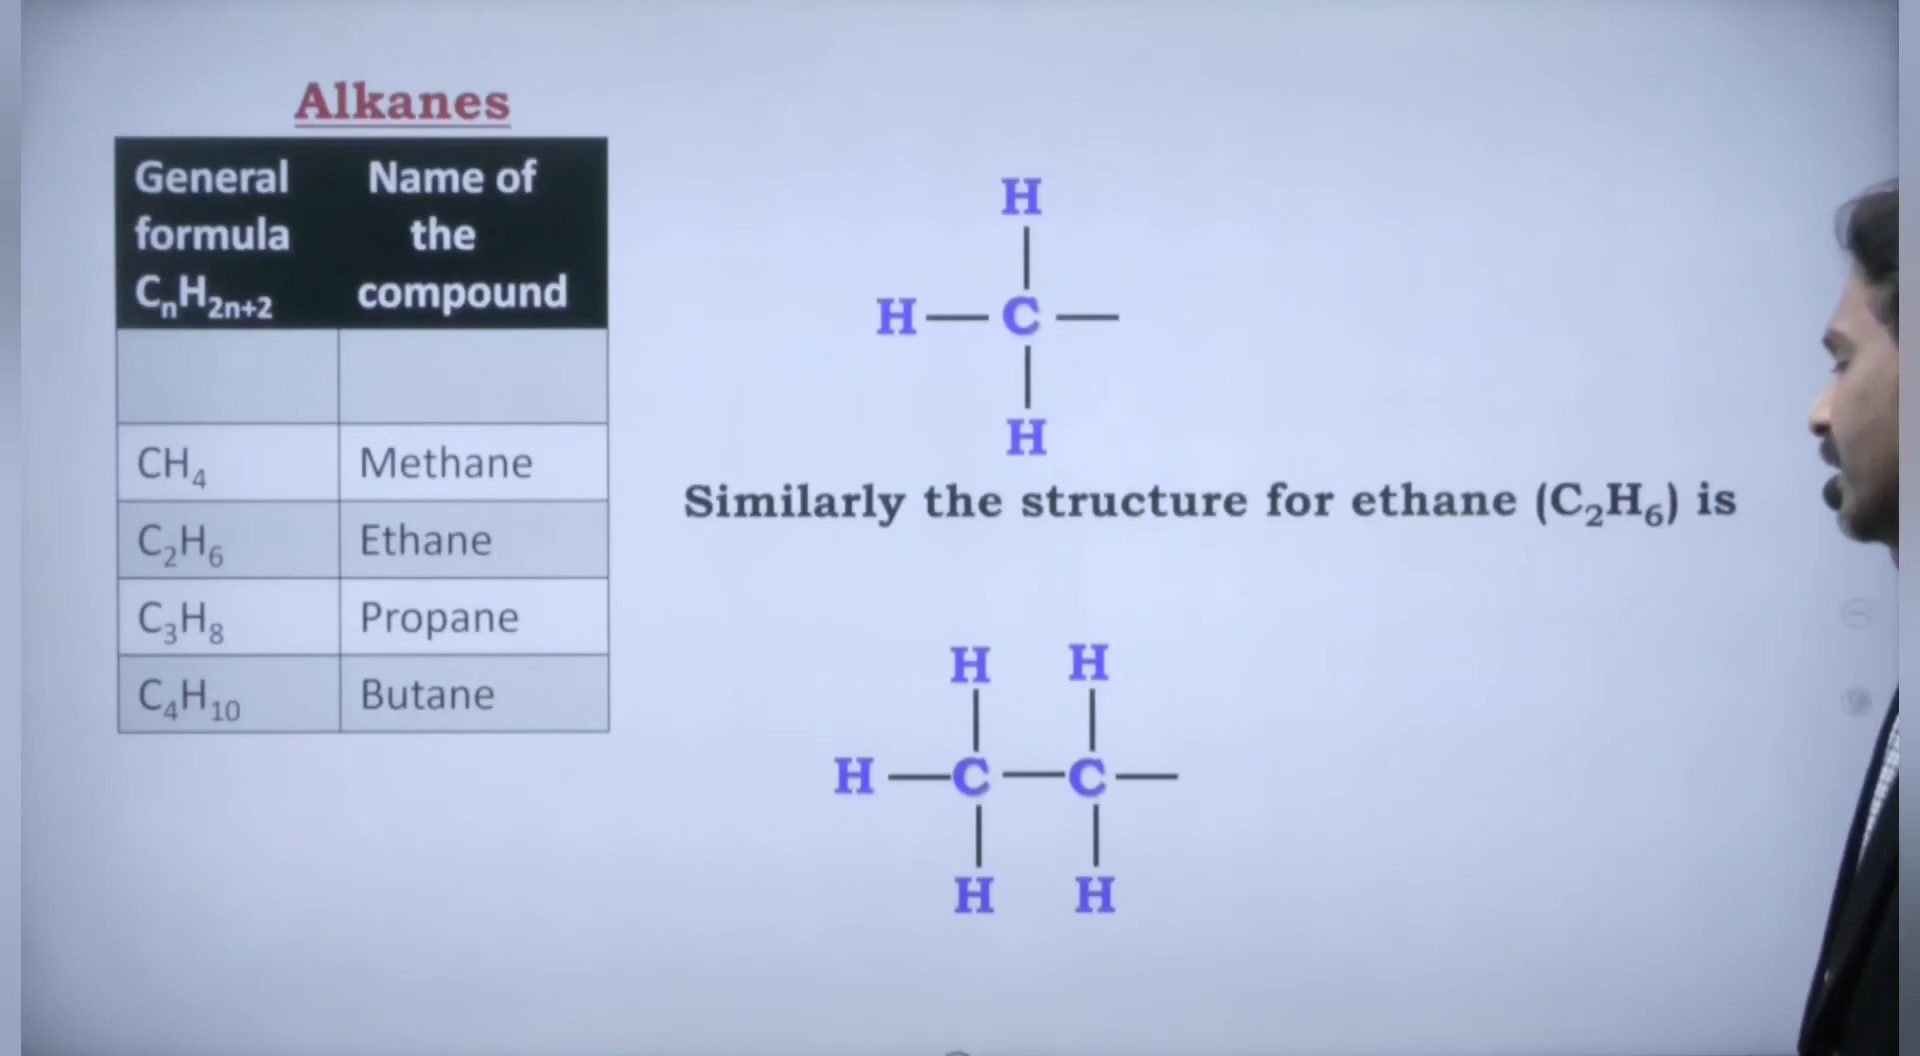 Alkanes
General formula CₙH₂ₙ₊₂ Name of the compound
CH₄ Methane
C₂H₆ Ethane
C₃H₈ Propane
C₄H₁₀ Butane
H
H — C —
H
Similarly the structure for ethane (C₂H₆) is
H H
H — C — C —
H H